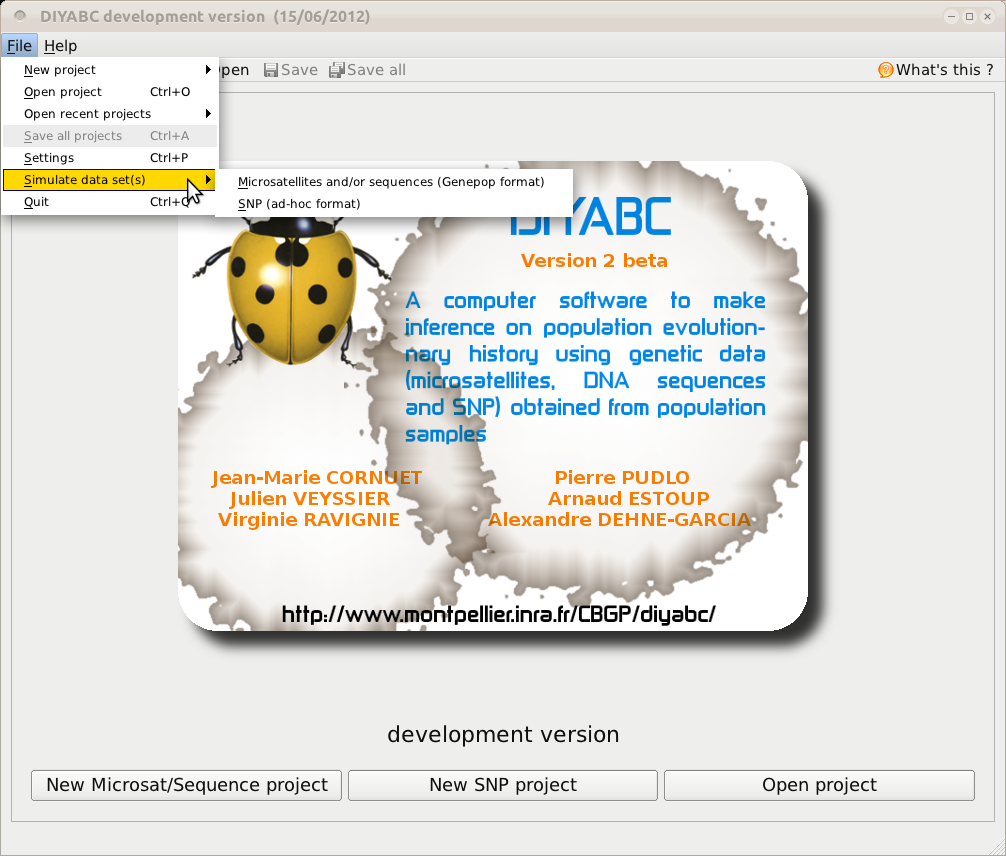 DIYABC development version (15/06/2012)
File Help
Save Save all What's this ?
New project
Open project Ctrl+O
Open recent projects
Save all projects Ctrl+A
Settings Ctrl+P
Simulate data set(s)
Quit Ctrl+Q
Microsatellites and/or sequences (Genepop format)
SNP (ad-hoc format)
DIYABC
Version 2 beta
A computer software to make
inference on population evolution-
nary history using genetic data
(microsatellites, DNA sequences
and SNP) obtained from population
samples
Jean-Marie CORNUET
Julien VEYSSIER
Virginie RAVIGNIE
Pierre PUDLO
Arnaud ESTOUP
Alexandre DEHNE-GARCIA
http://www.montpellier.inra.fr/CBGP/diyabc/
development version
New Microsat/Sequence project
New SNP project
Open project